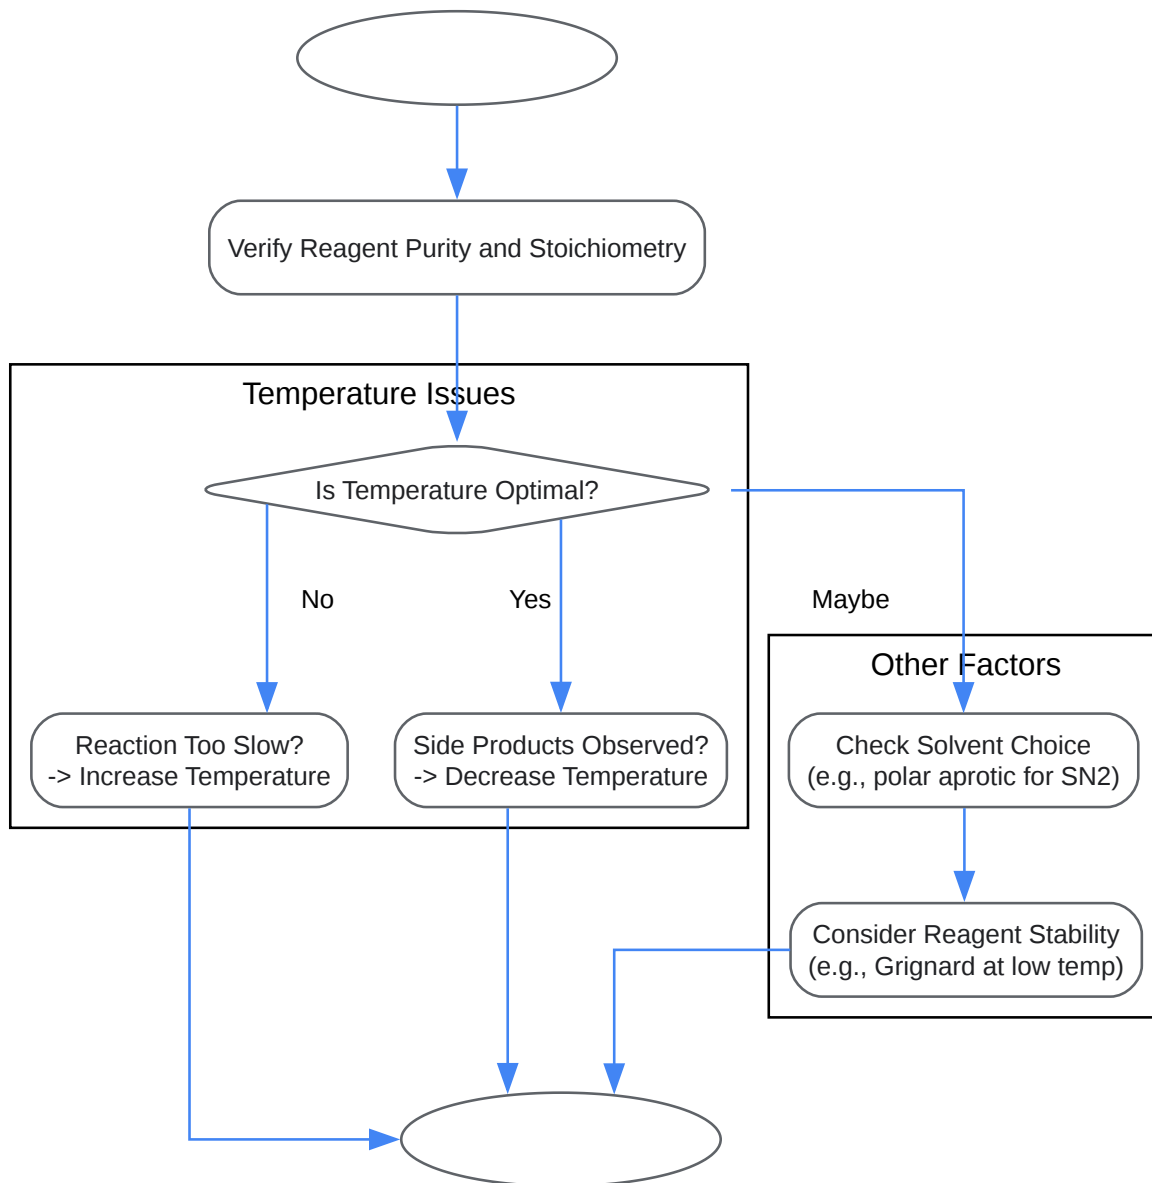 Verify Reagent Purity and Stoichiometry
Temperature Issues
Is Temperature Optimal?
No
Yes
Maybe
Other Factors
Reaction Too Slow?
-> Increase Temperature
Side Products Observed?
-> Decrease Temperature
Check Solvent Choice
(e.g., polar aprotic for SN2)
Consider Reagent Stability
(e.g., Grignard at low temp)